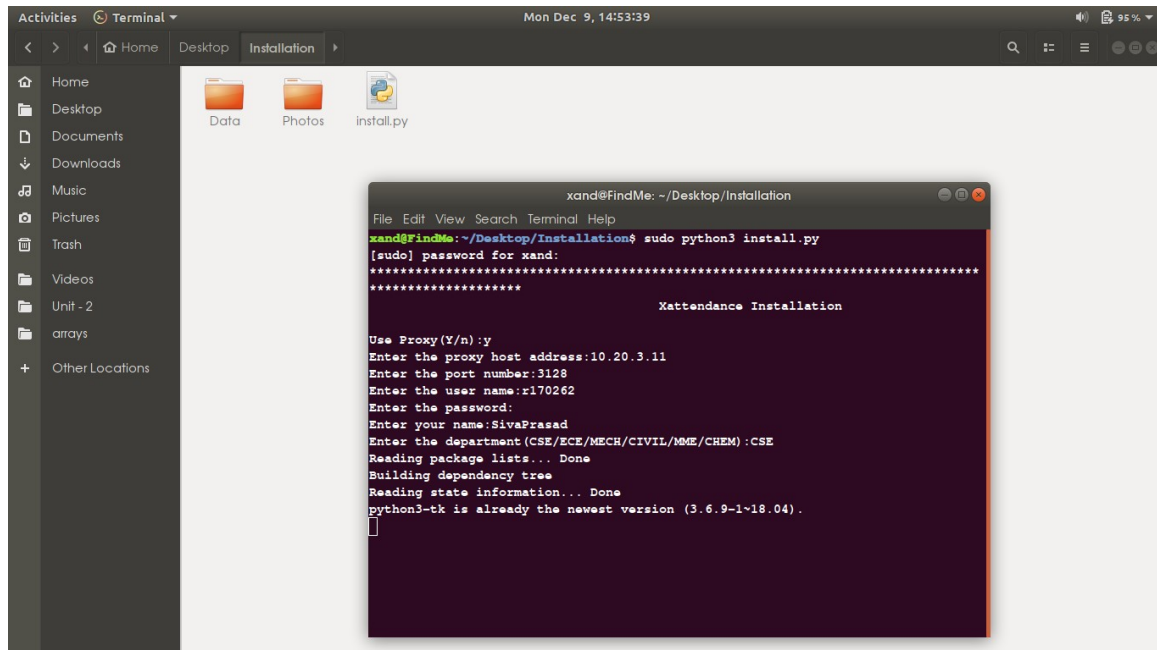 Activities Terminal Mon Dec 9, 14:53:39 95 %
Home Desktop Installation
Home
Desktop
Documents
Downloads
Music
Pictures
Trash
Videos
Unit - 2
arrays
+ Other Locations
Data Photos install.py
xand@FindMe: ~/Desktop/Installation
File Edit View Search Terminal Help
xand@FindMe:~/Desktop/Installation$ sudo python3 install.py
[sudo] password for xand:
********************************************************************************
********************
Xattendance Installation
Use Proxy(Y/n):y
Enter the proxy host address:10.20.3.11
Enter the port number:3128
Enter the user name:r170262
Enter the password:
Enter your name:SivaPrasad
Enter the department(CSE/ECE/MECH/CIVIL/MME/CHEM):CSE
Reading package lists... Done
Building dependency tree
Reading state information... Done
python3-tk is already the newest version (3.6.9-1~18.04).